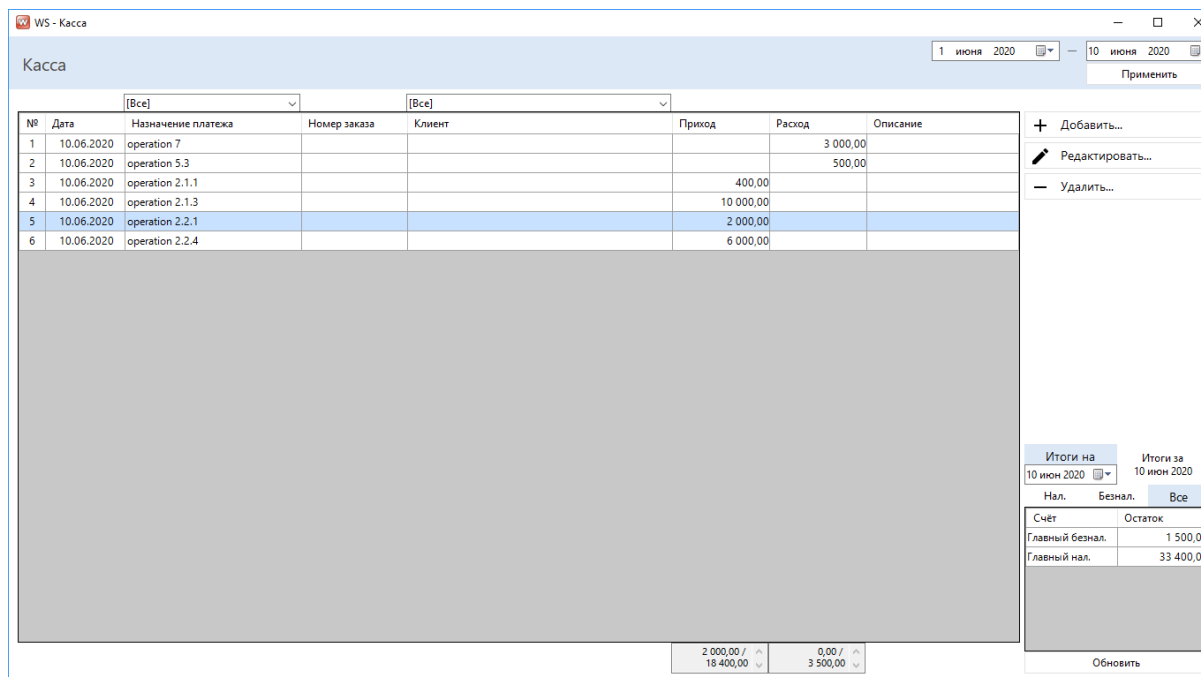 WS - Касса
Касса
1 июня 2020 — 10 июня 2020
Применить
[Все] [Все]
№ Дата Назначение платежа Номер заказа Клиент Приход Расход Описание
1 10.06.2020 operation 7 3 000,00
2 10.06.2020 operation 5.3 500,00
3 10.06.2020 operation 2.1.1 400,00
4 10.06.2020 operation 2.1.3 10 000,00
5 10.06.2020 operation 2.2.1 2 000,00
6 10.06.2020 operation 2.2.4 6 000,00
Добавить...
Редактировать...
Удалить...
Итоги на
10 июн 2020
Итоги за
10 июн 2020
Нал. Безнал. Все
Счёт Остаток
Главный безнал. 1 500,0
Главный нал. 33 400,0
2 000,00 / 0,00 /
18 400,00 3 500,00
Обновить